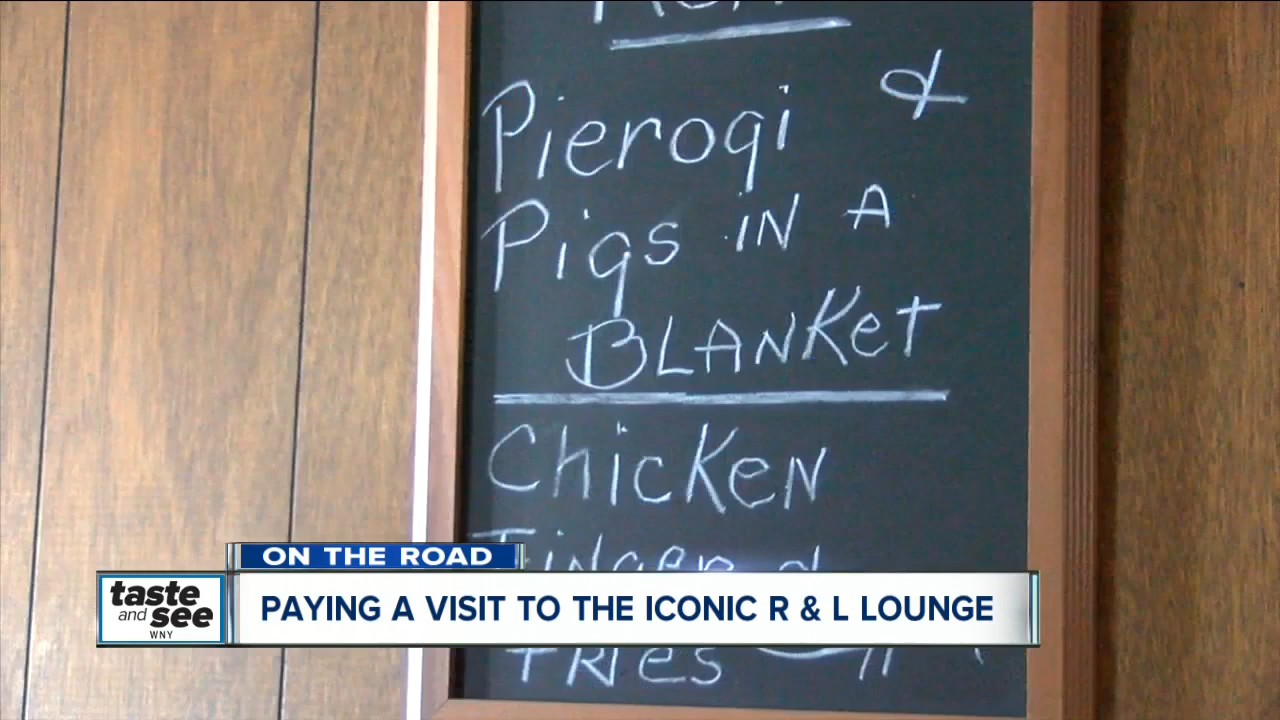 Pierogi &
Pigs IN A
BLANKet
Chicken
Finger &
FRIES
ON THE ROAD
taste
and see
WNY
PAYING A VISIT TO THE ICONIC R & L LOUNGE